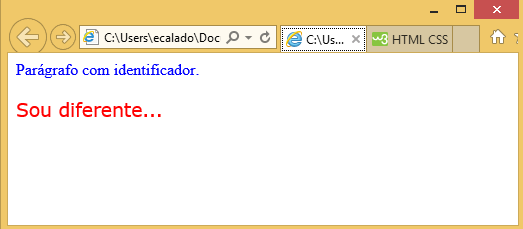 C:\Users\ecalado\Doc
C:\Us...
HTML CSS
Parágrafo com identificador.
Sou diferente...